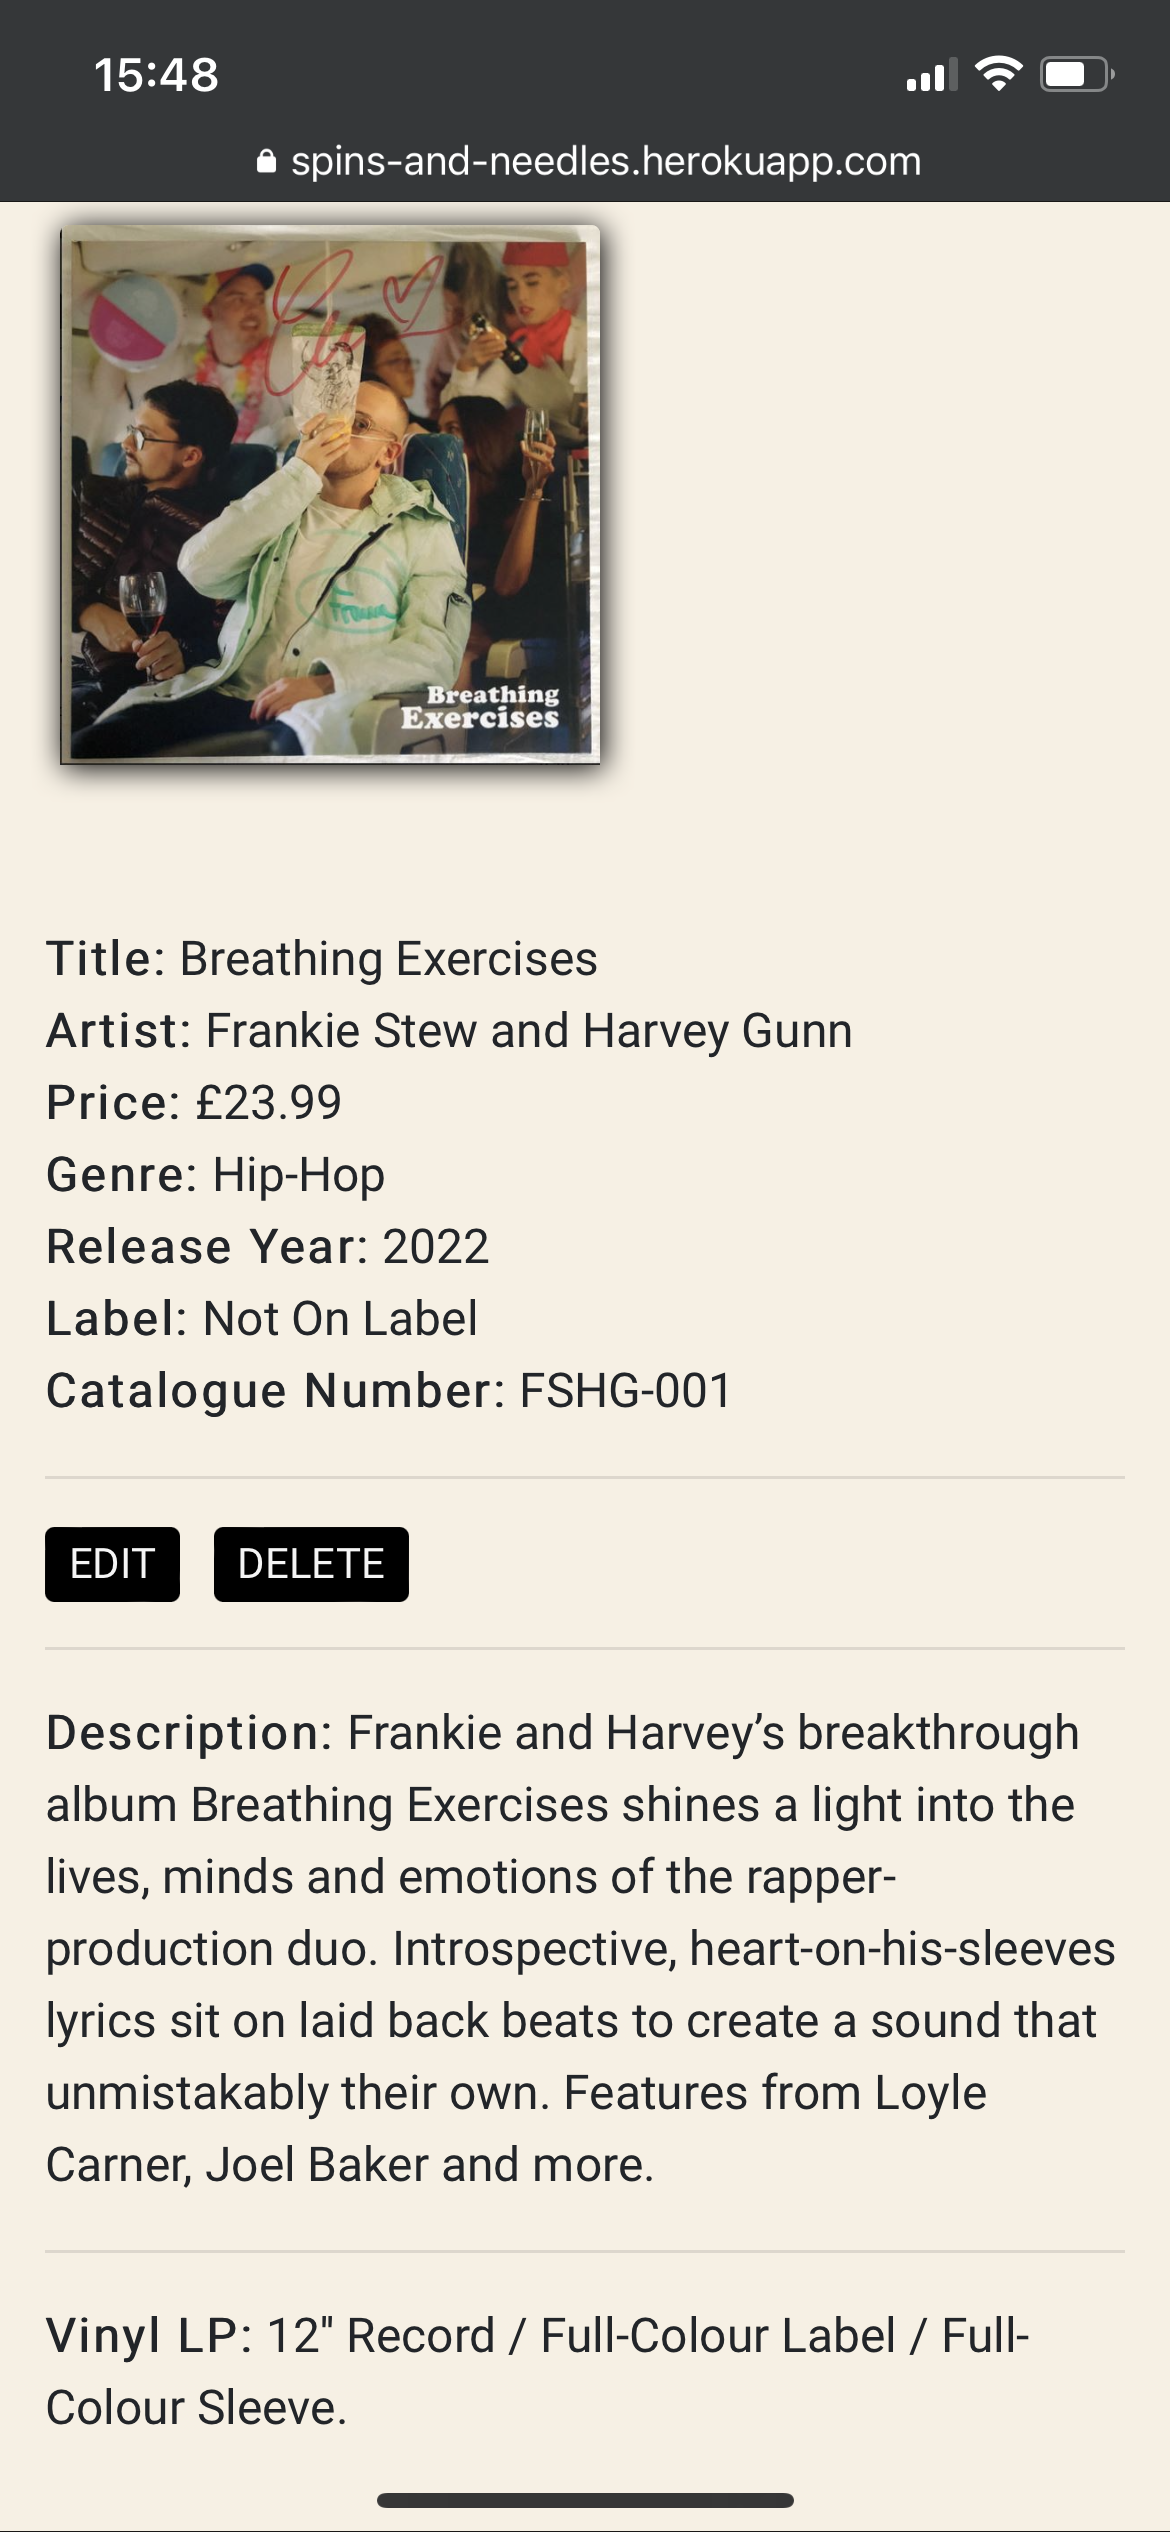 15:48
spins-and-needles.herokuapp.com
Breathing
Exercises
Title: Breathing Exercises
Artist: Frankie Stew and Harvey Gunn
Price: £23.99
Genre: Hip-Hop
Release Year: 2022
Label: Not On Label
Catalogue Number: FSHG-001
EDIT DELETE
Description: Frankie and Harvey’s breakthrough
album Breathing Exercises shines a light into the
lives, minds and emotions of the rapper-
production duo. Introspective, heart-on-his-sleeves
lyrics sit on laid back beats to create a sound that
unmistakably their own. Features from Loyle
Carner, Joel Baker and more.
Vinyl LP: 12" Record / Full-Colour Label / Full-
Colour Sleeve.